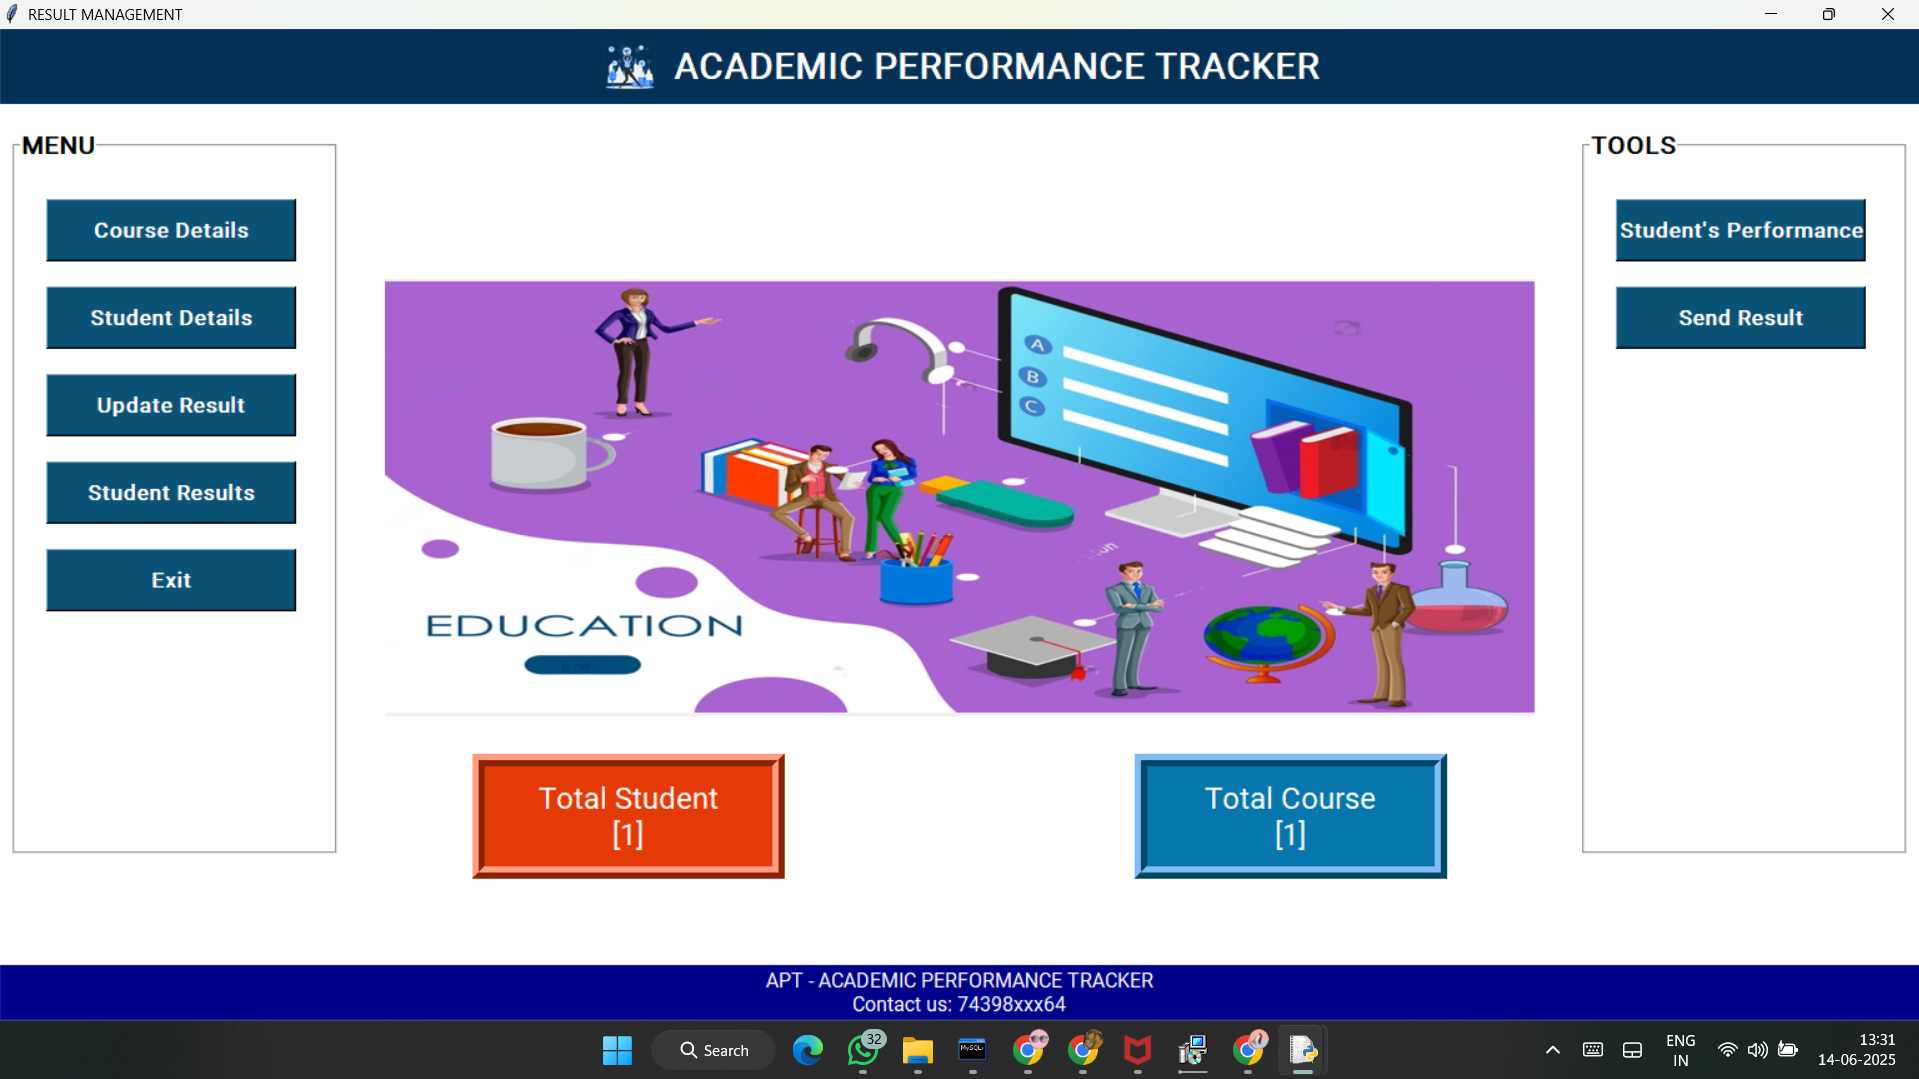 RESULT MANAGEMENT
ACADEMIC PERFORMANCE TRACKER
MENU
Course Details
Student Details
Update Result
Student Results
Exit
TOOLS
Student's Performance
Send Result
A
B
C
EDUCATION
Total Student
[1]
Total Course
[1]
APT - ACADEMIC PERFORMANCE TRACKER
Contact us: 74398xxx64
Search
32
MySQL
ENG
IN
13:31
14-06-2025